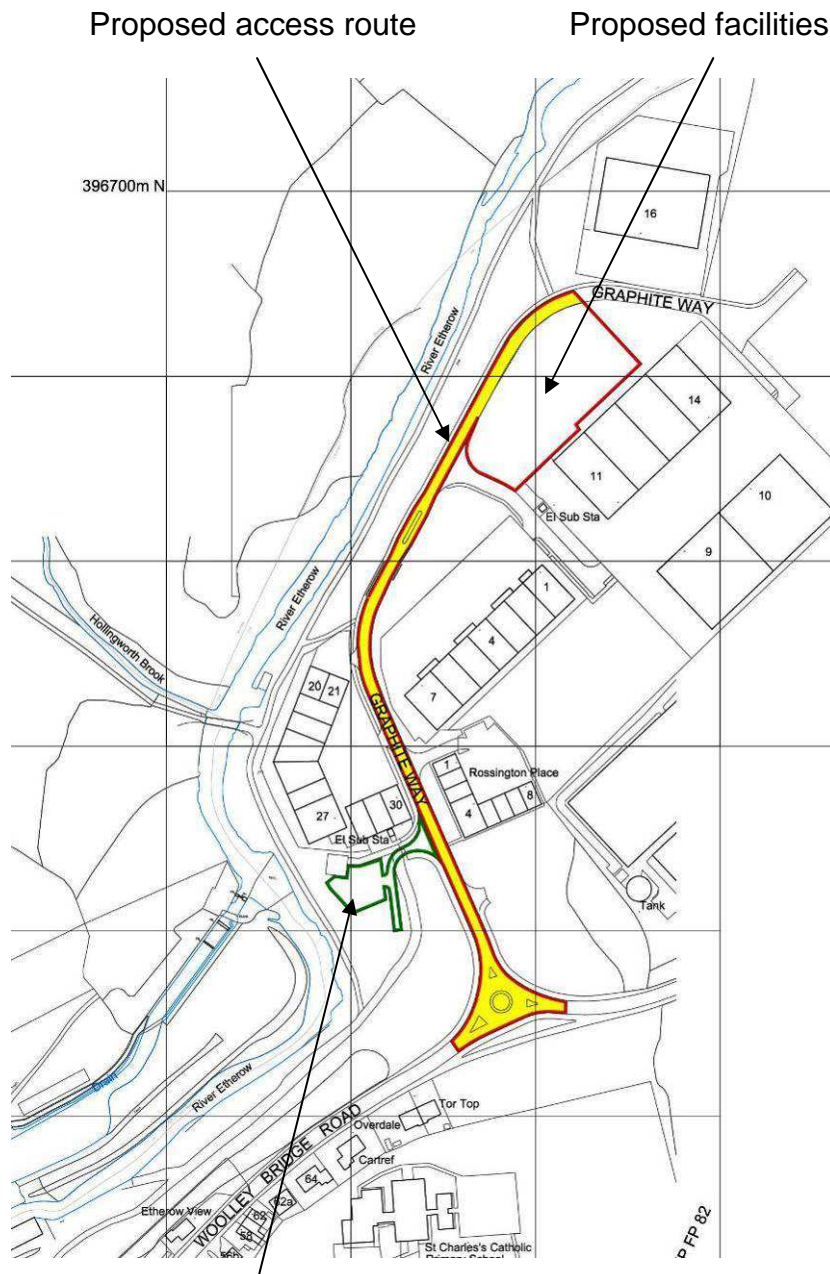 Proposed access route
Proposed facilities
396700m N
16
GRAPHITE WAY
River Etherow
14
11
10
9
El Sub Sta
1
4
7
River Etherow
Hollingworth Brook
20 21
GRAPHITE WAY
Rossington Place
1
8
4
30
27
El Sub Sta
Tank
Drain
River Etherow
WOOLLEY BRIDGE ROAD
Tor Top
Overdale
Cartref
64
62a
62
58
56b
Etherow View
St Charles's Catholic
Primary School
P FP 82